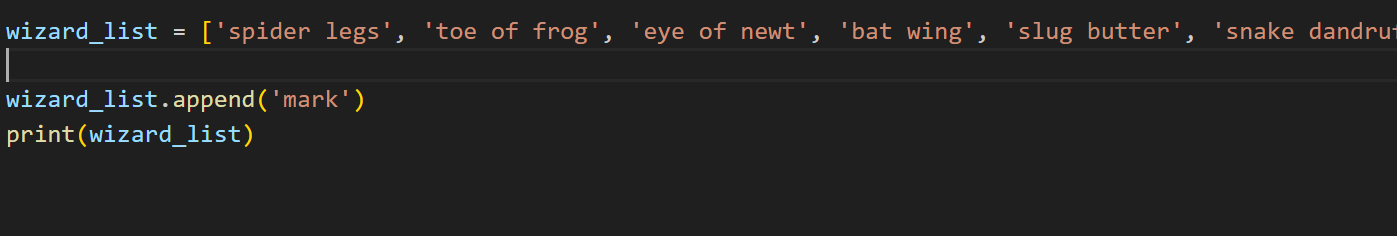 wizard_list = ['spider legs', 'toe of frog', 'eye of newt', 'bat wing', 'slug butter', 'snake
wizard_list.append('mark')
print(wizard_list)